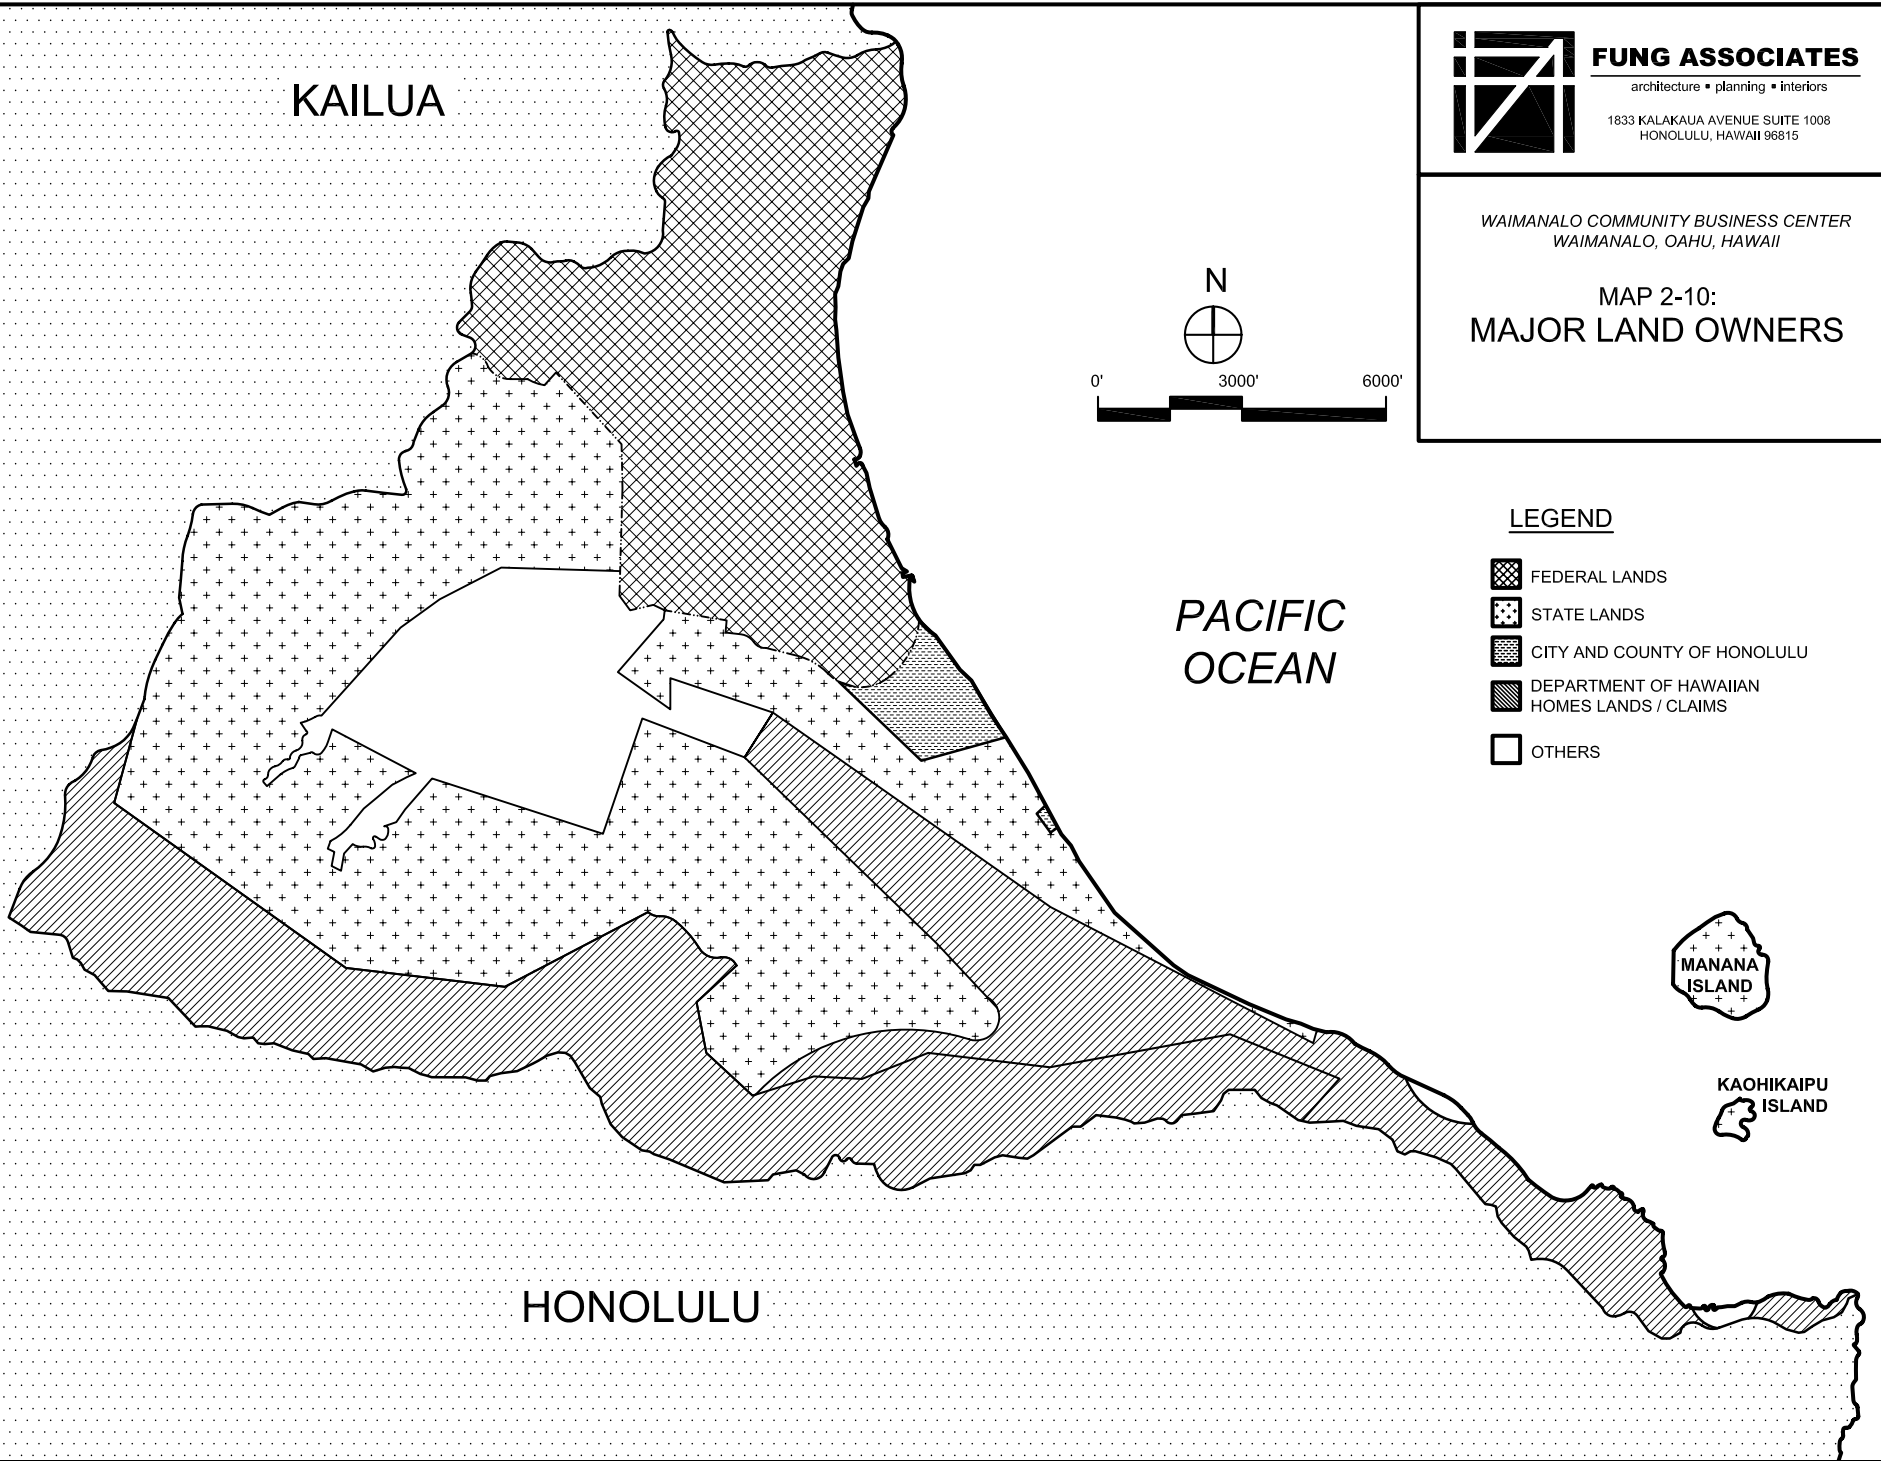 FUNG ASSOCIATES
architecture ▪ planning ▪ interiors
1833 KALAKAUA AVENUE SUITE 1008
HONOLULU, HAWAII 96815
WAIMANALO COMMUNITY BUSINESS CENTER
WAIMANALO, OAHU, HAWAII
MAP 2-10:
MAJOR LAND OWNERS
KAILUA
N
0' 3000' 6000'
LEGEND
FEDERAL LANDS
STATE LANDS
CITY AND COUNTY OF HONOLULU
DEPARTMENT OF HAWAIIAN
HOMES LANDS / CLAIMS
OTHERS
PACIFIC
OCEAN
MANANA
ISLAND
KAOHIKAIPU
ISLAND
HONOLULU